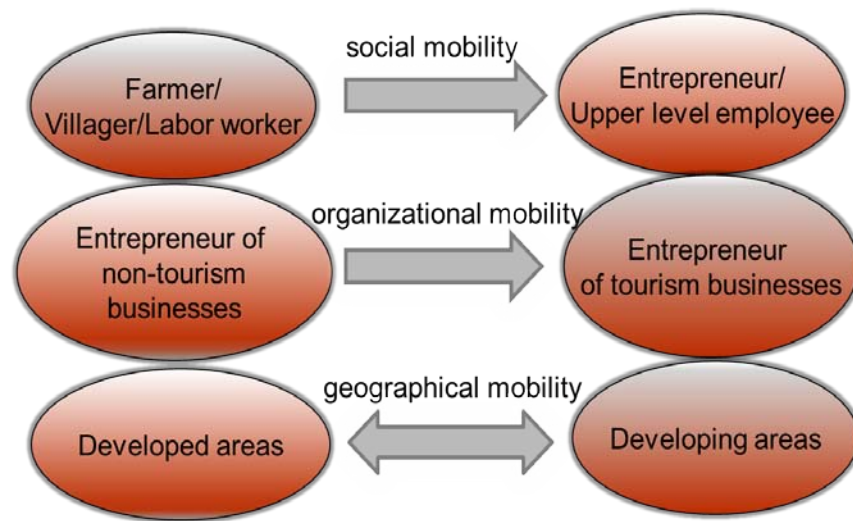 social mobility
Farmer/
Villager/Labor worker
Entrepreneur/
Upper level employee
organizational mobility
Entrepreneur of
non-tourism
businesses
Entrepreneur
of tourism businesses
geographical mobility
Developed areas
Developing areas